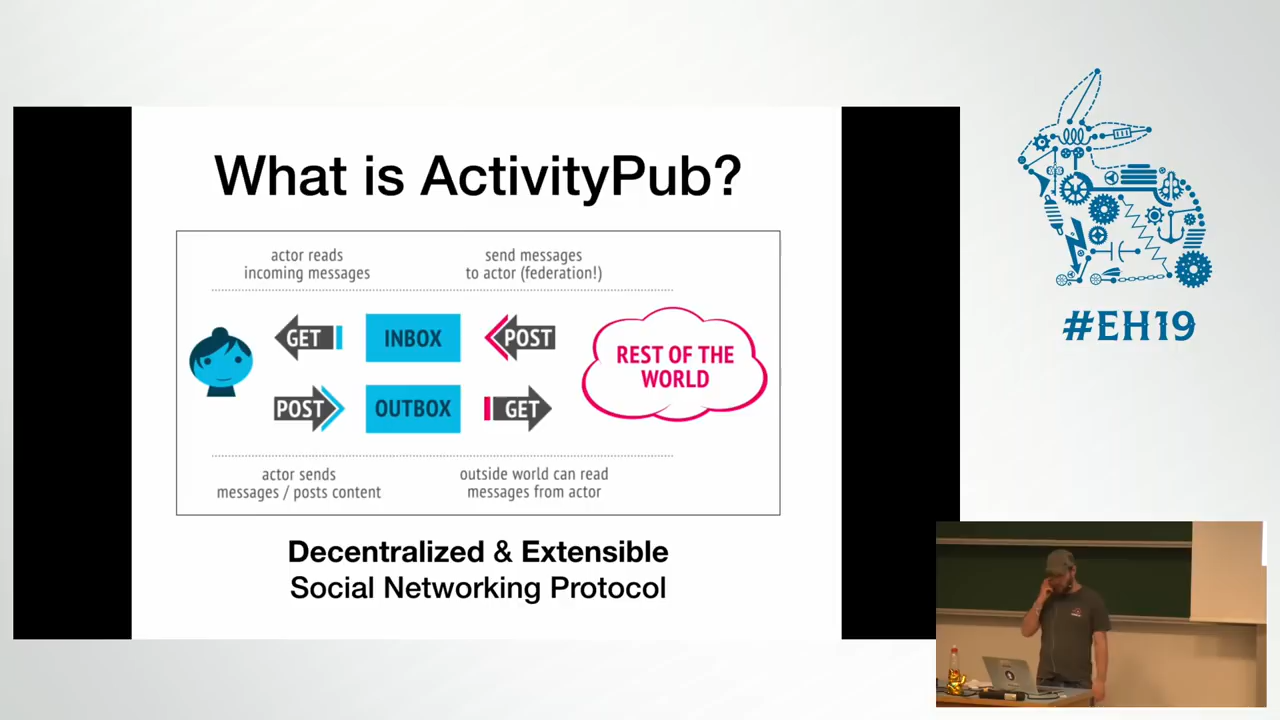 What is ActivityPub?
actor reads
incoming messages
send messages
to actor (federation!)
GET
INBOX
POST
REST OF THE
WORLD
POST
OUTBOX
GET
actor sends
messages / posts content
outside world can read
messages from actor
Decentralized & Extensible
Social Networking Protocol
#EH19